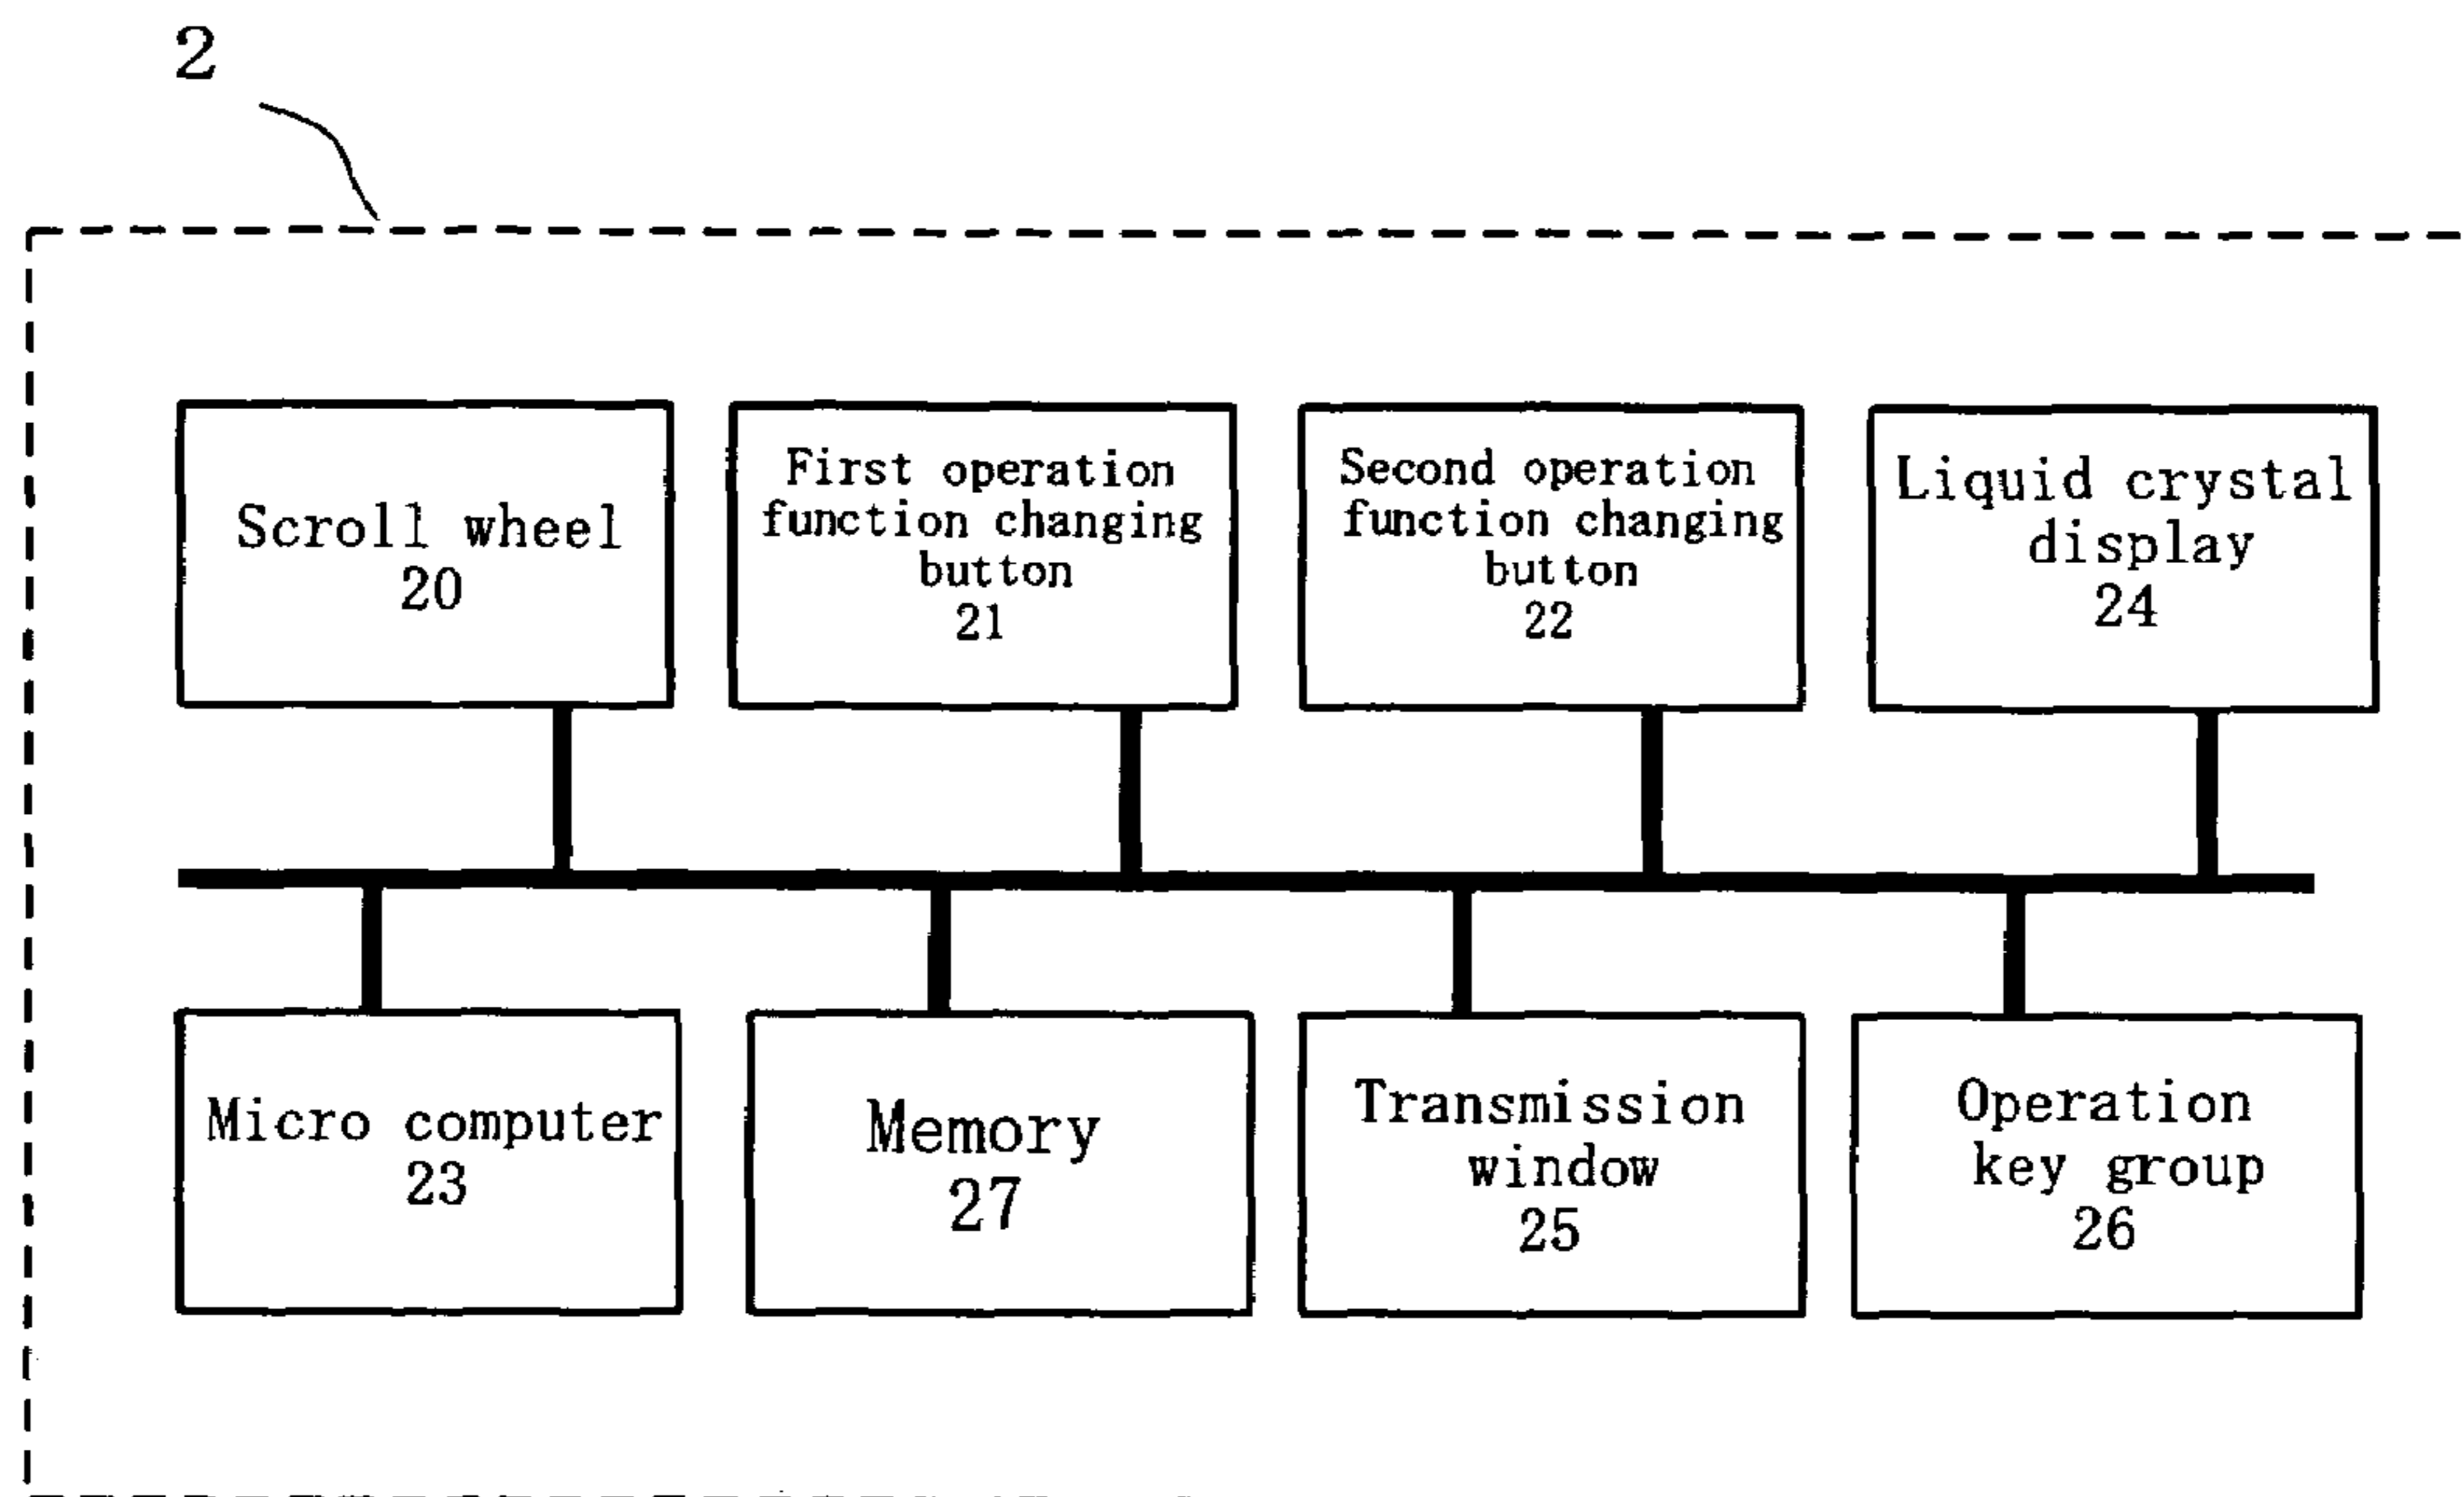 2
Scroll wheel
20
First operation
function changing
button
21
Second operation
function changing
button
22
Liquid crystal
display
24
Micro computer
23
Memory
27
Transmission
window
25
Operation
key group
26